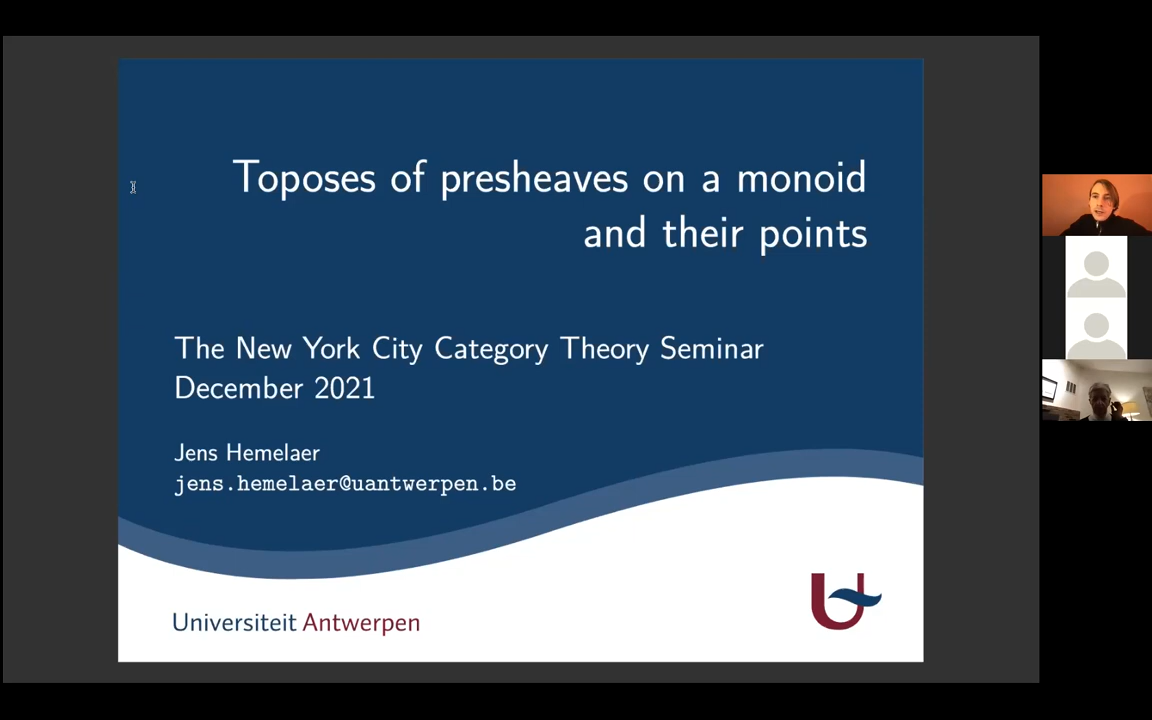 Toposes of presheaves on a monoid
and their points
The New York City Category Theory Seminar
December 2021
Jens Hemelaer
jens.hemelaer@uantwerpen.be
Universiteit Antwerpen